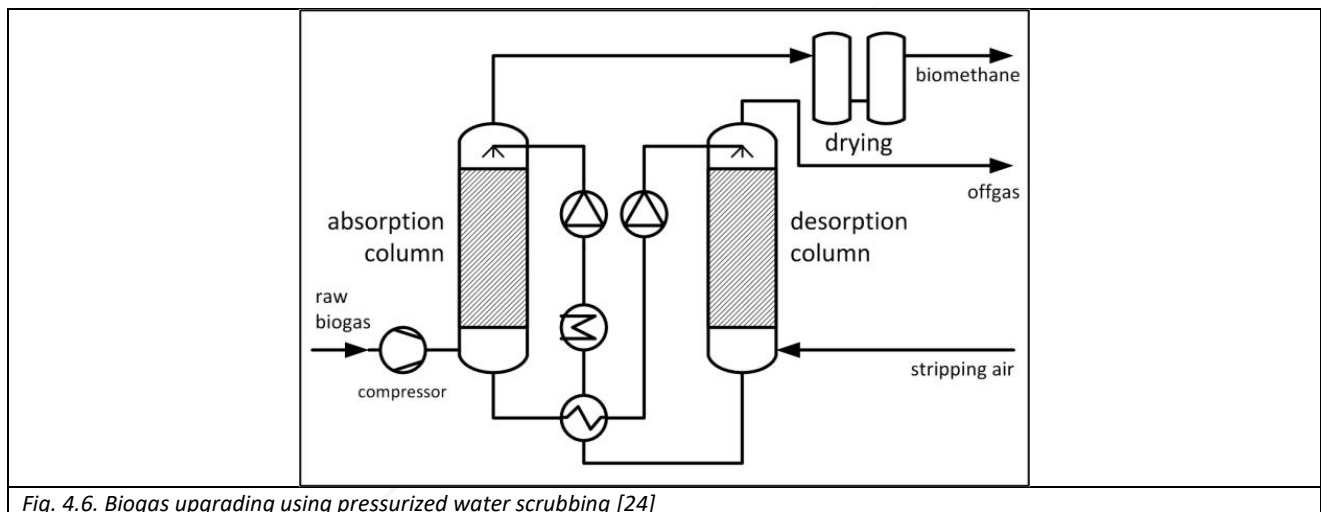 biomethane
drying
offgas
absorption
column
desorption
column
raw
biogas
compressor
stripping air
Fig. 4.6. Biogas upgrading using pressurized water scrubbing [24]